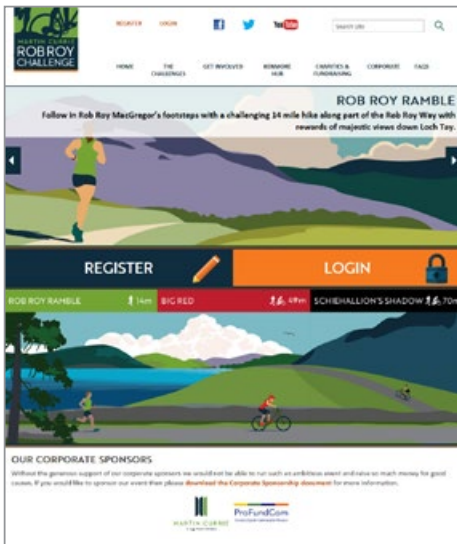 MARTIN CURRIE
ROB ROY
CHALLENGE
REGISTER
LOGIN
You Tube
Search site
HOME
THE CHALLENGES
GET INVOLVED
KENMORE HUB
CHARITIES & FUNDRAISING
CORPORATE
FAQS
ROB ROY RAMBLE
Follow in Rob Roy MacGregor's footsteps with a challenging 14 mile hike along part of the Rob Roy Way with
rewards of majestic views down Loch Tay.
REGISTER
LOGIN
ROB ROY RAMBLE 14m
BIG RED 49m
SCHIEHALLION'S SHADOW 70m
OUR CORPORATE SPONSORS
Without the generous support of our corporate sponsors we would not be able to run such an ambitious event and raise so much money for good
causes. If you would like to sponsor our event then please download the Corporate Sponsorship document for more information.
MARTIN CURRIE
ProFundCom